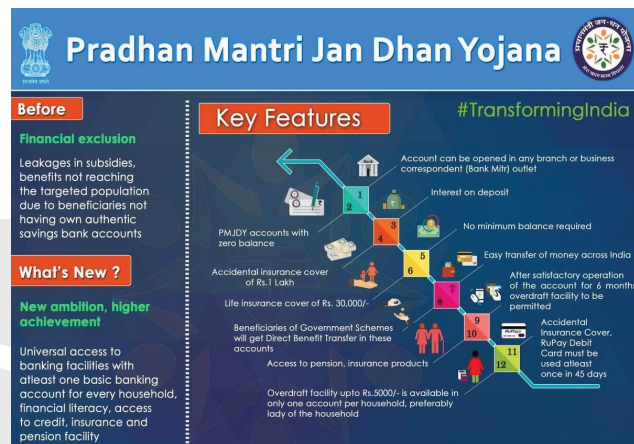 Pradhan Mantri Jan Dhan Yojana
सत्यमेव जयते
प्रधानमंत्री जन-धन योजना
Before
Financial exclusion
Leakages in subsidies,
benefits not reaching
the targeted population
due to beneficiaries not
having own authentic
savings bank accounts
What's New ?
New ambition, higher
achievement
Universal access to
banking facilities with
atleast one basic banking
account for every household,
financial literacy, access
to credit, insurance and
pension facility
Key Features
#TransformingIndia
Account can be opened in any branch or business
correspondent (Bank Mitr) outlet
1
2
Interest on deposit
PMJDY accounts with
zero balance
3
4
No minimum balance required
Accidental insurance cover
of Rs.1 Lakh
5
6
Easy transfer of money across India
Life insurance cover of Rs. 30,000/-
7
8
After satisfactory operation
of the account for 6 months
overdraft facility to be
permitted
Beneficiaries of Government Schemes
will get Direct Benefit Transfer in these
accounts
9
10
RuPay
Accidental
Insurance Cover,
RuPay Debit
Card must be
used atleast
once in 45 days
Access to pension, insurance products
11
12
Overdraft facility upto Rs.5000/- is available in
only one account per household, preferably
lady of the household